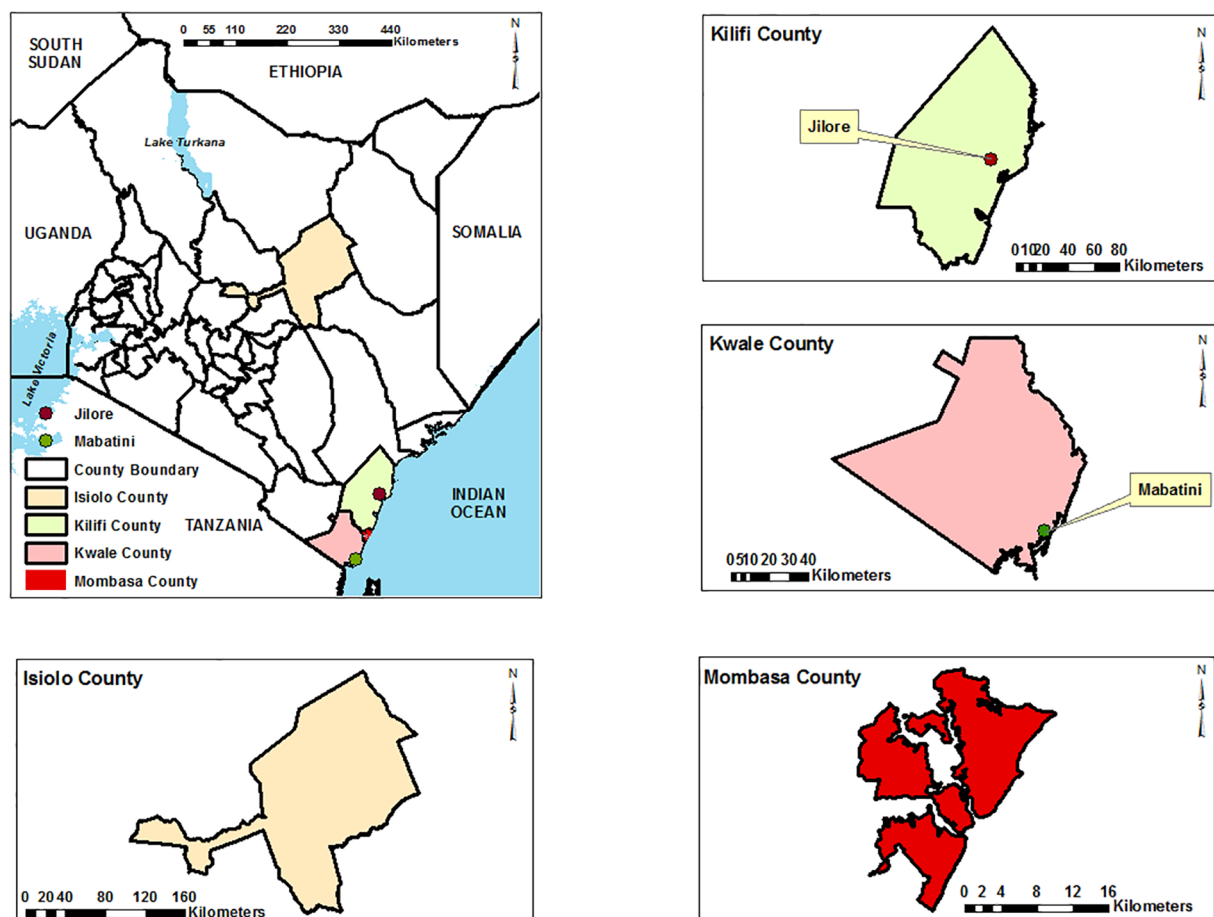 0 55 110 220 330 440
Kilometers
N
S
SOUTH
SUDAN
ETHIOPIA
Lake Turkana
UGANDA
SOMALIA
Lake Victoria
Jilore
Mabatini
County Boundary
Isiolo County
Kilifi County
Kwale County
Mombasa County
TANZANIA
INDIAN
OCEAN
Kilifi County
N
S
Jilore
0 10 20 40 60 80
Kilometers
Kwale County
N
S
Mabatini
0 5 10 20 30 40
Kilometers
Isiolo County
N
S
0 20 40 80 120 160
Kilometers
Mombasa County
N
S
0 2 4 8 12 16
Kilometers